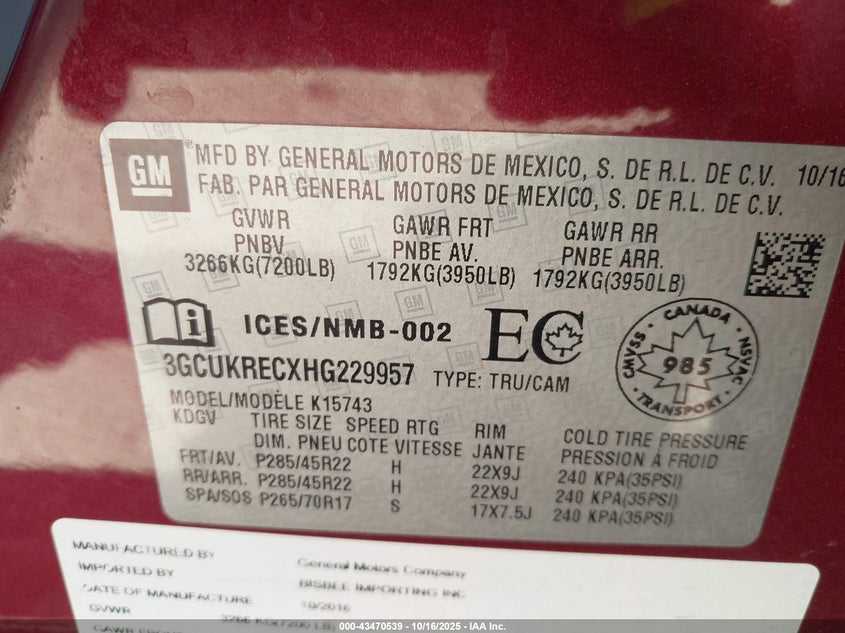 GM
® MFD BY GENERAL MOTORS DE MEXICO, S. DE R.L. DE C.V. 10/16
FAB. PAR GENERAL MOTORS DE MEXICO, S. DE R.L. DE C.V.
GVWR GAWR FRT GAWR RR
PNBV PNBE AV. PNBE ARR.
3266KG(7200LB) 1792KG(3950LB) 1792KG(3950LB)
i ICES/NMB-002 EC
CANADA
CMVSS 985 NSVAC
TRANSPORT
3GCUKRECXHG229957 TYPE: TRU/CAM
MODEL/MODÈLE K15743
KDGV TIRE SIZE SPEED RTG RIM COLD TIRE PRESSURE
DIM. PNEU COTE VITESSE JANTE PRESSION À FROID
FRT/AV. P285/45R22 H 22X9J 240 KPA(35PSI)
RR/ARR. P285/45R22 H 22X9J 240 KPA(35PSI)
SPA/SOS P265/70R17 S 17X7.5J 240 KPA(35PSI)
MANUFACTURED BY General Motors Company
IMPORTED BY BISBEE IMPORTING INC
DATE OF MANUFACTURE 10/2016
GVWR 3266 KG(7200 LB)
GAWR FRONT
000-43470539 - 10/16/2025 - IAA Inc.